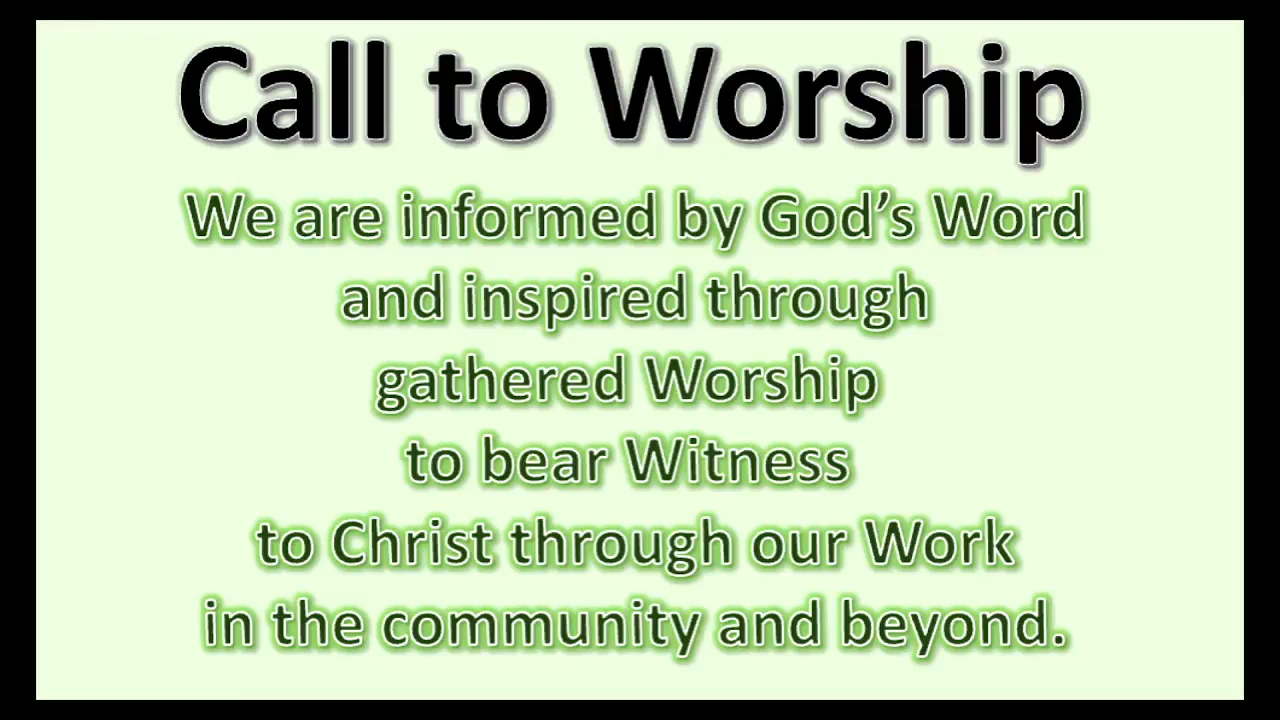 Call to Worship
We are informed by God’s Word
and inspired through
gathered Worship
to bear Witness
to Christ through our Work
in the community and beyond.